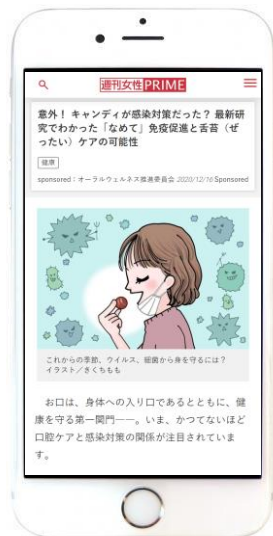 週刊女性PRIME
意外！ キャンディが感染対策だった？ 最新研
究でわかった「なめて」免疫促進と舌苔（ぜ
ったい）ケアの可能性
健康
sponsored：オーラルウェルネス推進委員会 2020/12/16 Sponsored
これからの季節、ウイルス、細菌から身を守るには？
イラスト／きくちもも
お口は、身体への入り口であるとともに、健
康を守る第一関門――。いま、かつてないほど
口腔ケアと感染対策の関係が注目されていま
す。